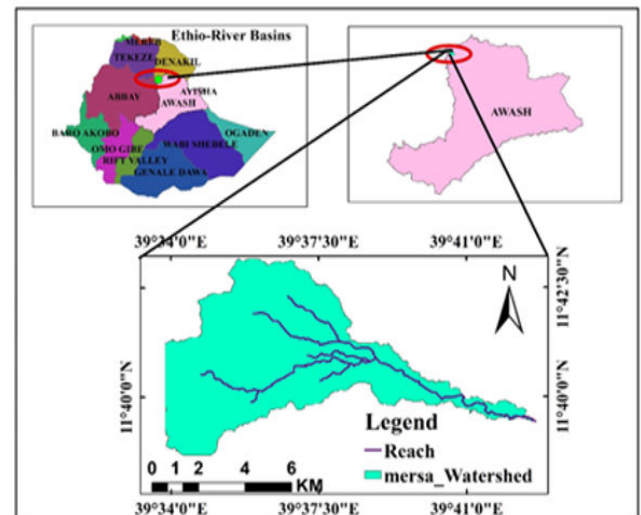 Ethio-River Basins
MEREB
TEKEZE
DENAKIL
AYISHA
ABBAY
AWASH
BARO AKOBO
OGADEN
OMO GIBE
WABI SHEBELE
RIFT VALLEY
GENALE DAWA
AWASH
39°34'0"E 39°37'30"E 39°41'0"E
11°42'30"N
11°40'0"N
11°40'0"N
N
Legend
Reach
mersa_Watershed
0 1 2 4 6
KM
39°34'0"E 39°37'30"E 39°41'0"E